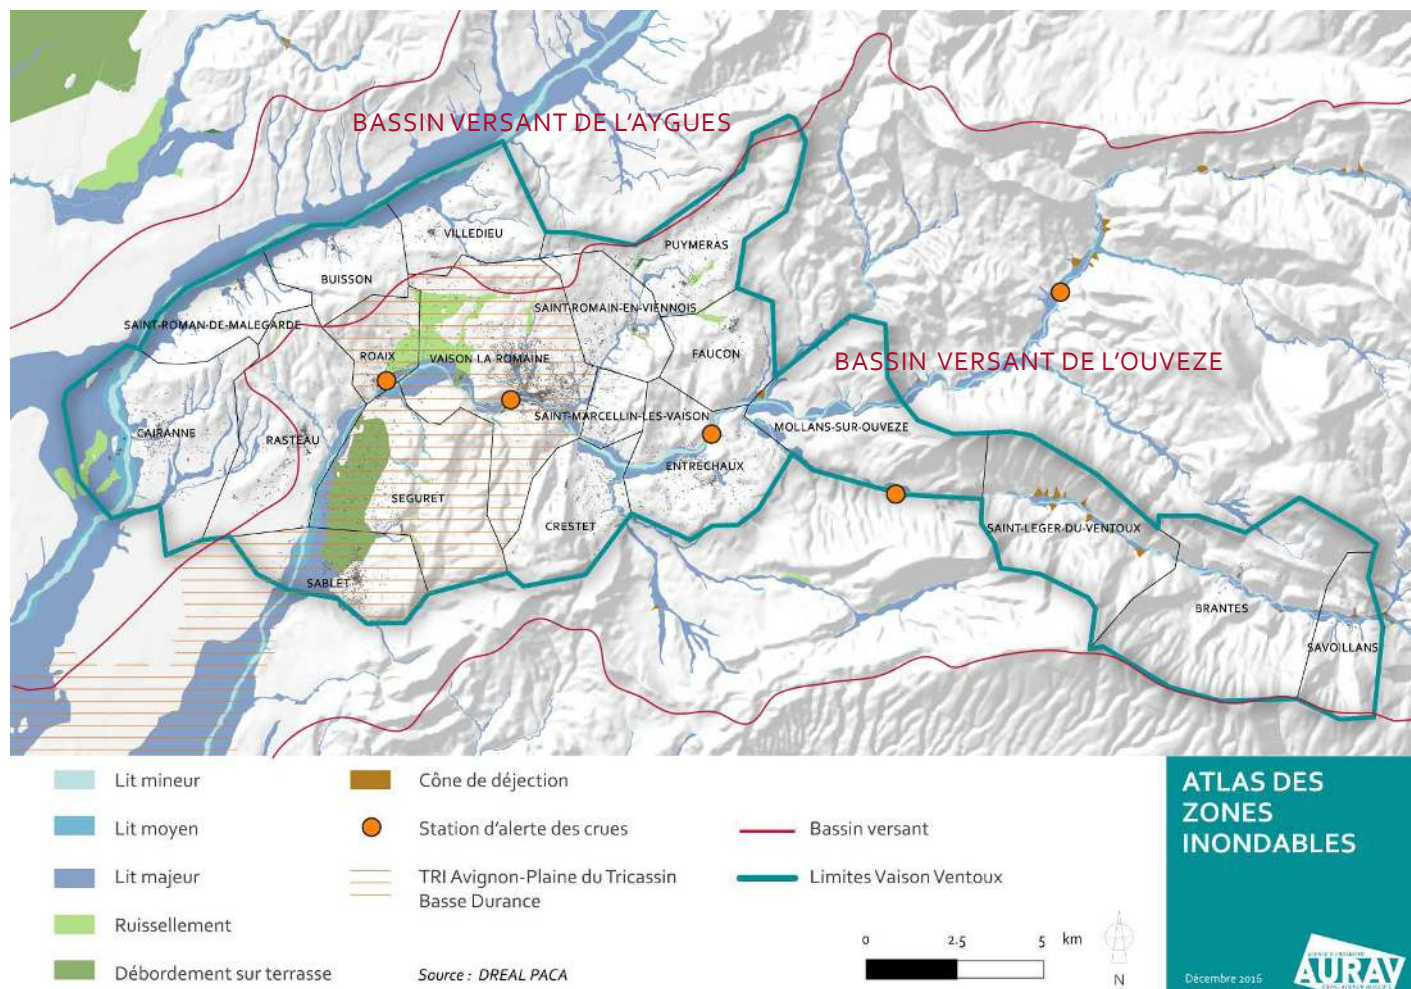 BASSIN VERSANT DE L'AYGUES
VILLEDIEU
PUYMERAS
BUISSON
SAINT-ROMAIN-EN-VIENNOIS
SAINT-ROMAN-DE-MALEGARDE
ROAIX
VAISON LA ROMAINE
FAUCON
BASSIN VERSANT DE L'OUVEZE
SAINT-MARCELLIN-LES-VAISON
MOLLANS-SUR-OUVEZE
CAIRANNE
RASTEAU
ENTRECHAUX
SEGURET
CRESTET
SAINT-LEGER-DU-VENTOUX
SABLET
BRANTES
SAVOILLANS
Lit mineur
Lit moyen
Lit majeur
Ruissellement
Débordement sur terrasse
Cône de déjection
Station d'alerte des crues
TRI Avignon-Plaine du Tricassin
Basse Durance
Source : DREAL PACA
Bassin versant
Limites Vaison Ventoux
0 2.5 5 km
N
ATLAS DES
ZONES
INONDABLES
Décembre 2016
AURAV